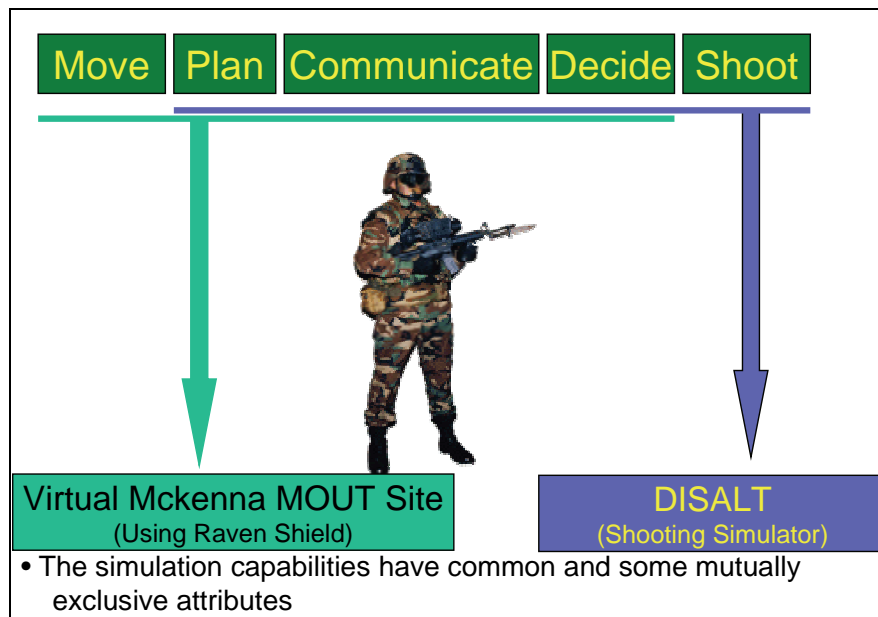 Move Plan Communicate Decide Shoot
Virtual Mckenna MOUT Site
(Using Raven Shield)
DISALT
(Shooting Simulator)
• The simulation capabilities have common and some mutually
exclusive attributes